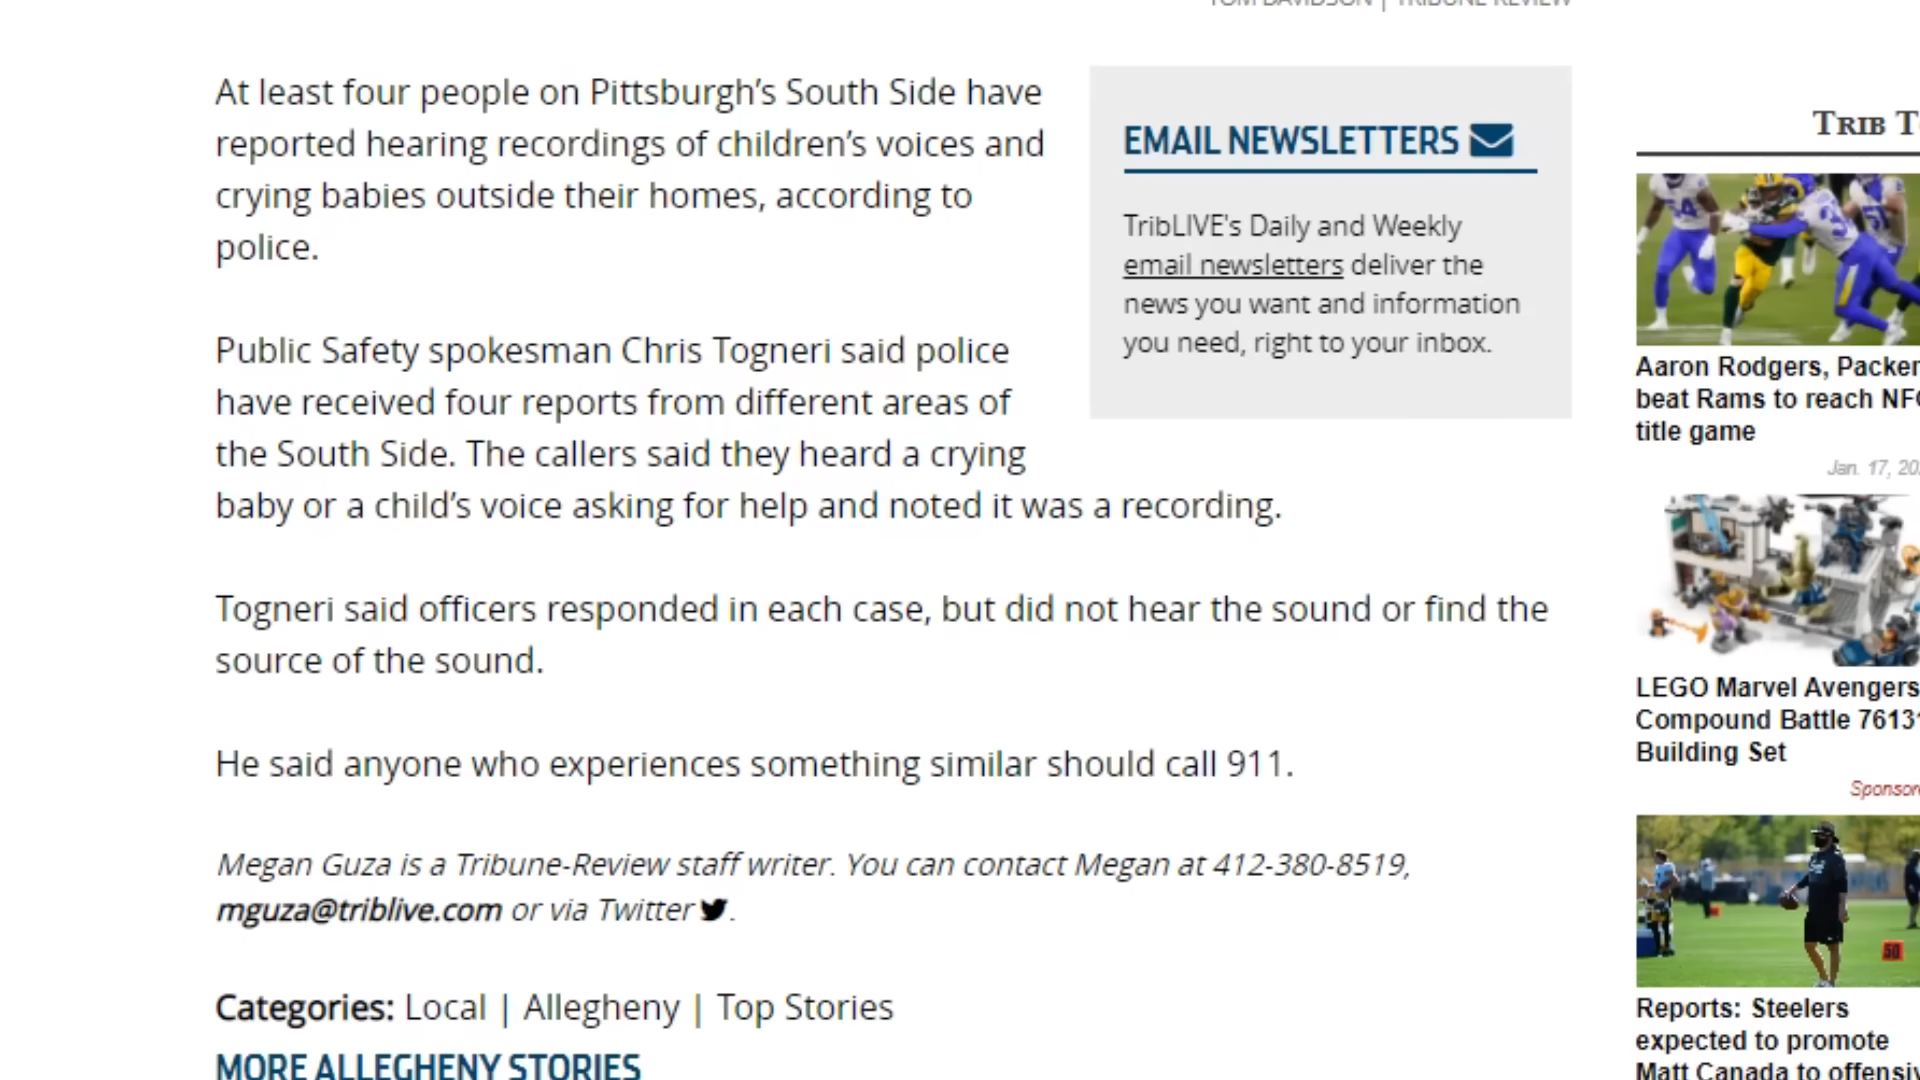 TOM DAVIDSON | TRIBUNE-REVIEW
At least four people on Pittsburgh’s South Side have
reported hearing recordings of children’s voices and
crying babies outside their homes, according to
police.
Public Safety spokesman Chris Togneri said police
have received four reports from different areas of
the South Side. The callers said they heard a crying
baby or a child’s voice asking for help and noted it was a recording.
Togneri said officers responded in each case, but did not hear the sound or find the
source of the sound.
He said anyone who experiences something similar should call 911.
Megan Guza is a Tribune-Review staff writer. You can contact Megan at 412-380-8519,
mguza@triblive.com or via Twitter .
Categories: Local | Allegheny | Top Stories
MORE ALLEGHENY STORIES
EMAIL NEWSLETTERS
TribLIVE's Daily and Weekly
email newsletters deliver the
news you want and information
you need, right to your inbox.
TRIB T
Aaron Rodgers, Packer
beat Rams to reach NF
title game
Jan. 17, 20
LEGO Marvel Avengers
Compound Battle 7613
Building Set
Sponsor
50
Reports: Steelers
expected to promote
Matt Canada to offensiv